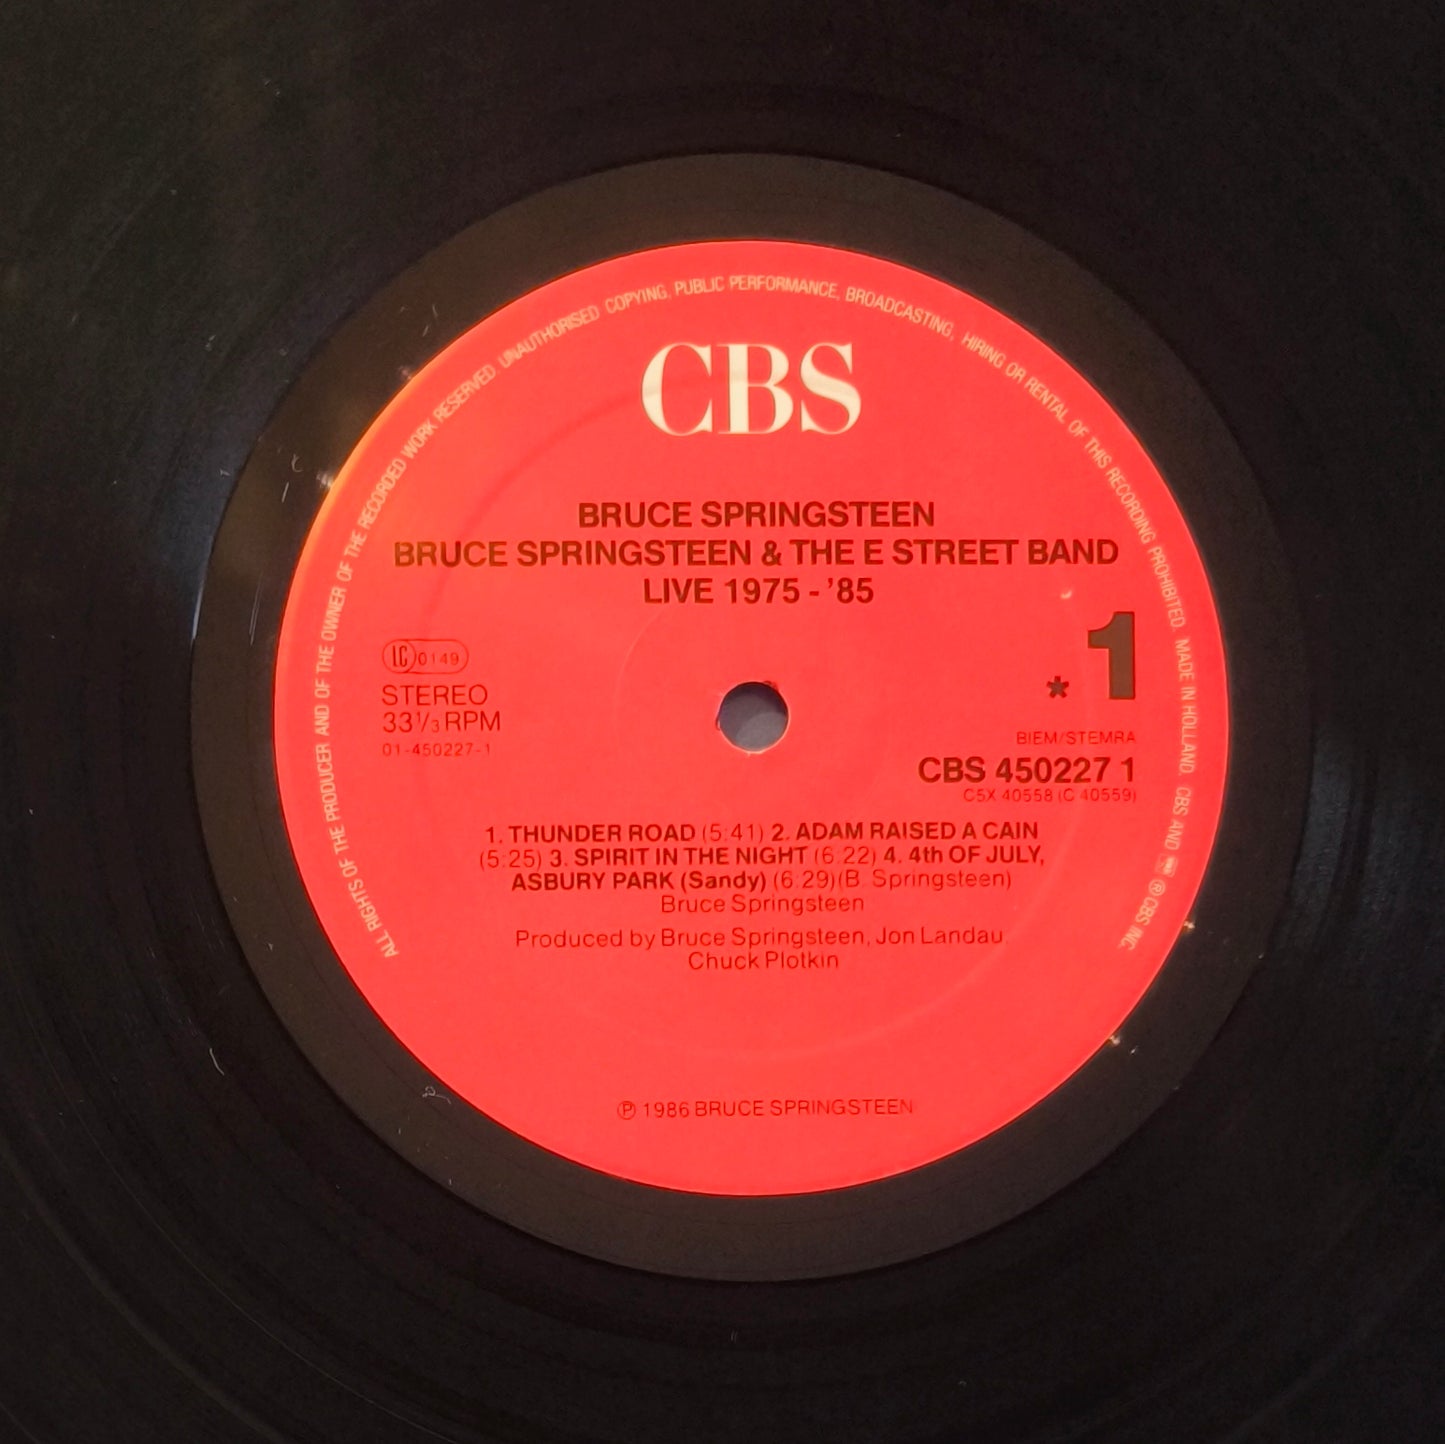 ALL RIGHTS OF THE PRODUCER AND OF THE OWNER OF THE RECORDED WORK RESERVED. UNAUTHORISED COPYING, PUBLIC PERFORMANCE, BROADCASTING, HIRING OR RENTAL OF THIS RECORDING PROHIBITED. MADE IN HOLLAND. CBS AND ® CBS INC.
CBS
BRUCE SPRINGSTEEN
BRUCE SPRINGSTEEN & THE E STREET BAND
LIVE 1975 - '85
LC 0149
STEREO
33 1/3 RPM
01-450227-1
* 1
BIEM/STEMRA
CBS 450227 1
C5X 40558 (C 40559)
1. THUNDER ROAD (5:41) 2. ADAM RAISED A CAIN
(5:25) 3. SPIRIT IN THE NIGHT (6:22) 4. 4th OF JULY,
ASBURY PARK (Sandy) (6:29)(B. Springsteen)
Bruce Springsteen
Produced by Bruce Springsteen, Jon Landau,
Chuck Plotkin
℗ 1986 BRUCE SPRINGSTEEN